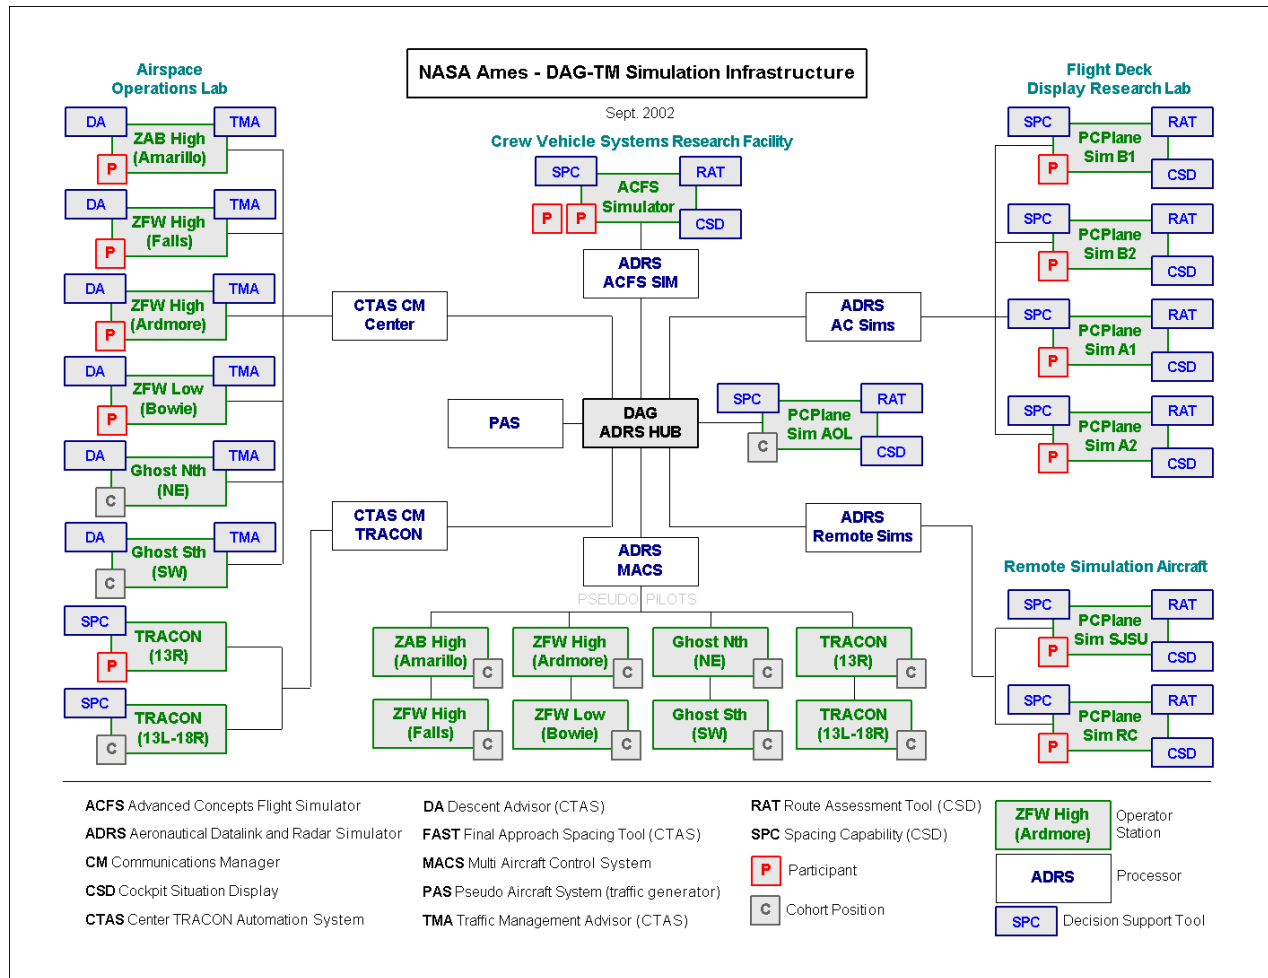 NASA Ames - DAG-TM Simulation Infrastructure
Sept. 2002
Airspace
Operations Lab
DA
TMA
ZAB High
(Amarillo)
P
DA
TMA
ZFW High
(Falls)
P
DA
TMA
ZFW High
(Ardmore)
P
DA
TMA
ZFW Low
(Bowie)
P
DA
TMA
Ghost Nth
(NE)
C
DA
TMA
Ghost Sth
(SW)
C
SPC
TRACON
(13R)
P
SPC
TRACON
(13L-18R)
C
CTAS CM
Center
CTAS CM
TRACON
Crew Vehicle Systems Research Facility
SPC
RAT
ACFS
Simulator
P
P
CSD
ADRS
ACFS SIM
PAS
DAG
ADRS HUB
SPC
RAT
PCPlane
Sim AOL
C
CSD
ADRS
AC Sims
ADRS
Remote Sims
ADRS
MACS
PSEUDO PILOTS
ZAB High
(Amarillo)
C
ZFW High
(Ardmore)
C
Ghost Nth
(NE)
C
TRACON
(13R)
C
ZFW High
(Falls)
C
ZFW Low
(Bowie)
C
Ghost Sth
(SW)
C
TRACON
(13L-18R)
C
Flight Deck
Display Research Lab
SPC
RAT
PCPlane
Sim B1
P
CSD
SPC
RAT
PCPlane
Sim B2
P
CSD
SPC
RAT
PCPlane
Sim A1
P
CSD
SPC
RAT
PCPlane
Sim A2
P
CSD
Remote Simulation Aircraft
SPC
RAT
PCPlane
Sim SJSU
P
CSD
SPC
RAT
PCPlane
Sim RC
P
CSD
ACFS Advanced Concepts Flight Simulator
ADRS Aeronautical Datalink and Radar Simulator
CM Communications Manager
CSD Cockpit Situation Display
CTAS Center TRACON Automation System
DA Descent Advisor (CTAS)
FAST Final Approach Spacing Tool (CTAS)
MACS Multi Aircraft Control System
PAS Pseudo Aircraft System (traffic generator)
TMA Traffic Management Advisor (CTAS)
RAT Route Assessment Tool (CSD)
SPC Spacing Capability (CSD)
P Participant
C Cohort Position
ZFW High
(Ardmore)
Operator
Station
ADRS
Processor
SPC
Decision Support Tool